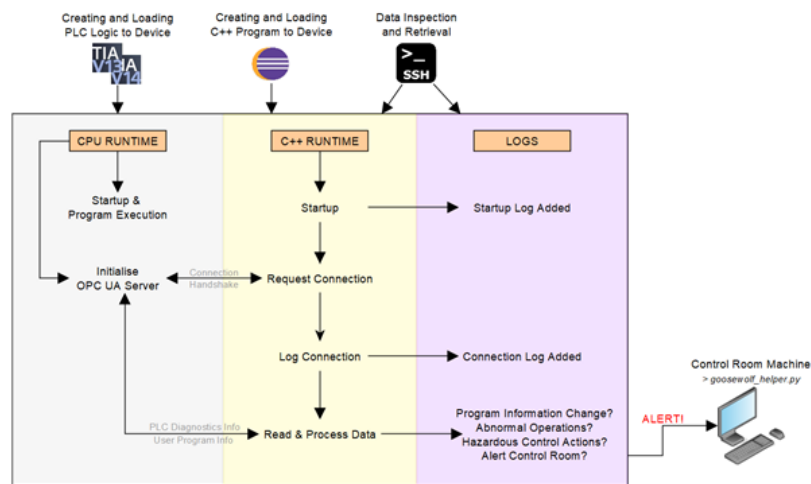 Creating and Loading
PLC Logic to Device
Creating and Loading
C++ Program to Device
Data Inspection
and Retrieval
TIA
V13
IA
V14
>_
SSH
CPU RUNTIME
C++ RUNTIME
LOGS
Startup &
Program Execution
Startup
Startup Log Added
Initialise
OPC UA Server
Connection
Handshake
Request Connection
Log Connection
Connection Log Added
Control Room Machine
> goosewolf_helper.py
ALERT!
PLC Diagnostics Info
User Program Info
Read & Process Data
Program Information Change?
Abnormal Operations?
Hazardous Control Actions?
Alert Control Room?